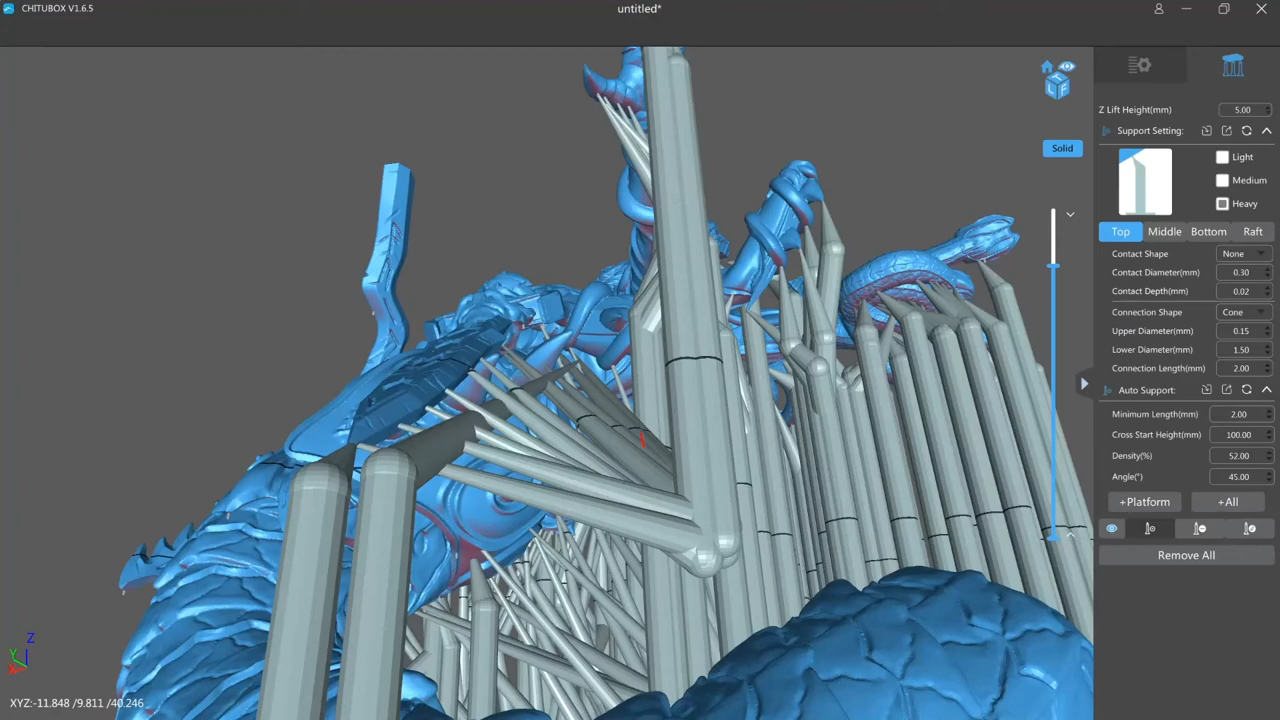 CHITUBOX V1.6.5
untitled*
Z Lift Height(mm) 5.00
Support Setting:
Light
Medium
Heavy
Top Middle Bottom Raft
Contact Shape None
Contact Diameter(mm) 0.30
Contact Depth(mm) 0.02
Connection Shape Cone
Upper Diameter(mm) 0.15
Lower Diameter(mm) 1.50
Connection Length(mm) 2.00
Auto Support:
Minimum Length(mm) 2.00
Cross Start Height(mm) 100.00
Density(%) 52.00
Angle(°) 45.00
+Platform +All
Remove All
Solid
T
L F
Z
Y
X
XYZ:-11.848 /9.811 /40.246